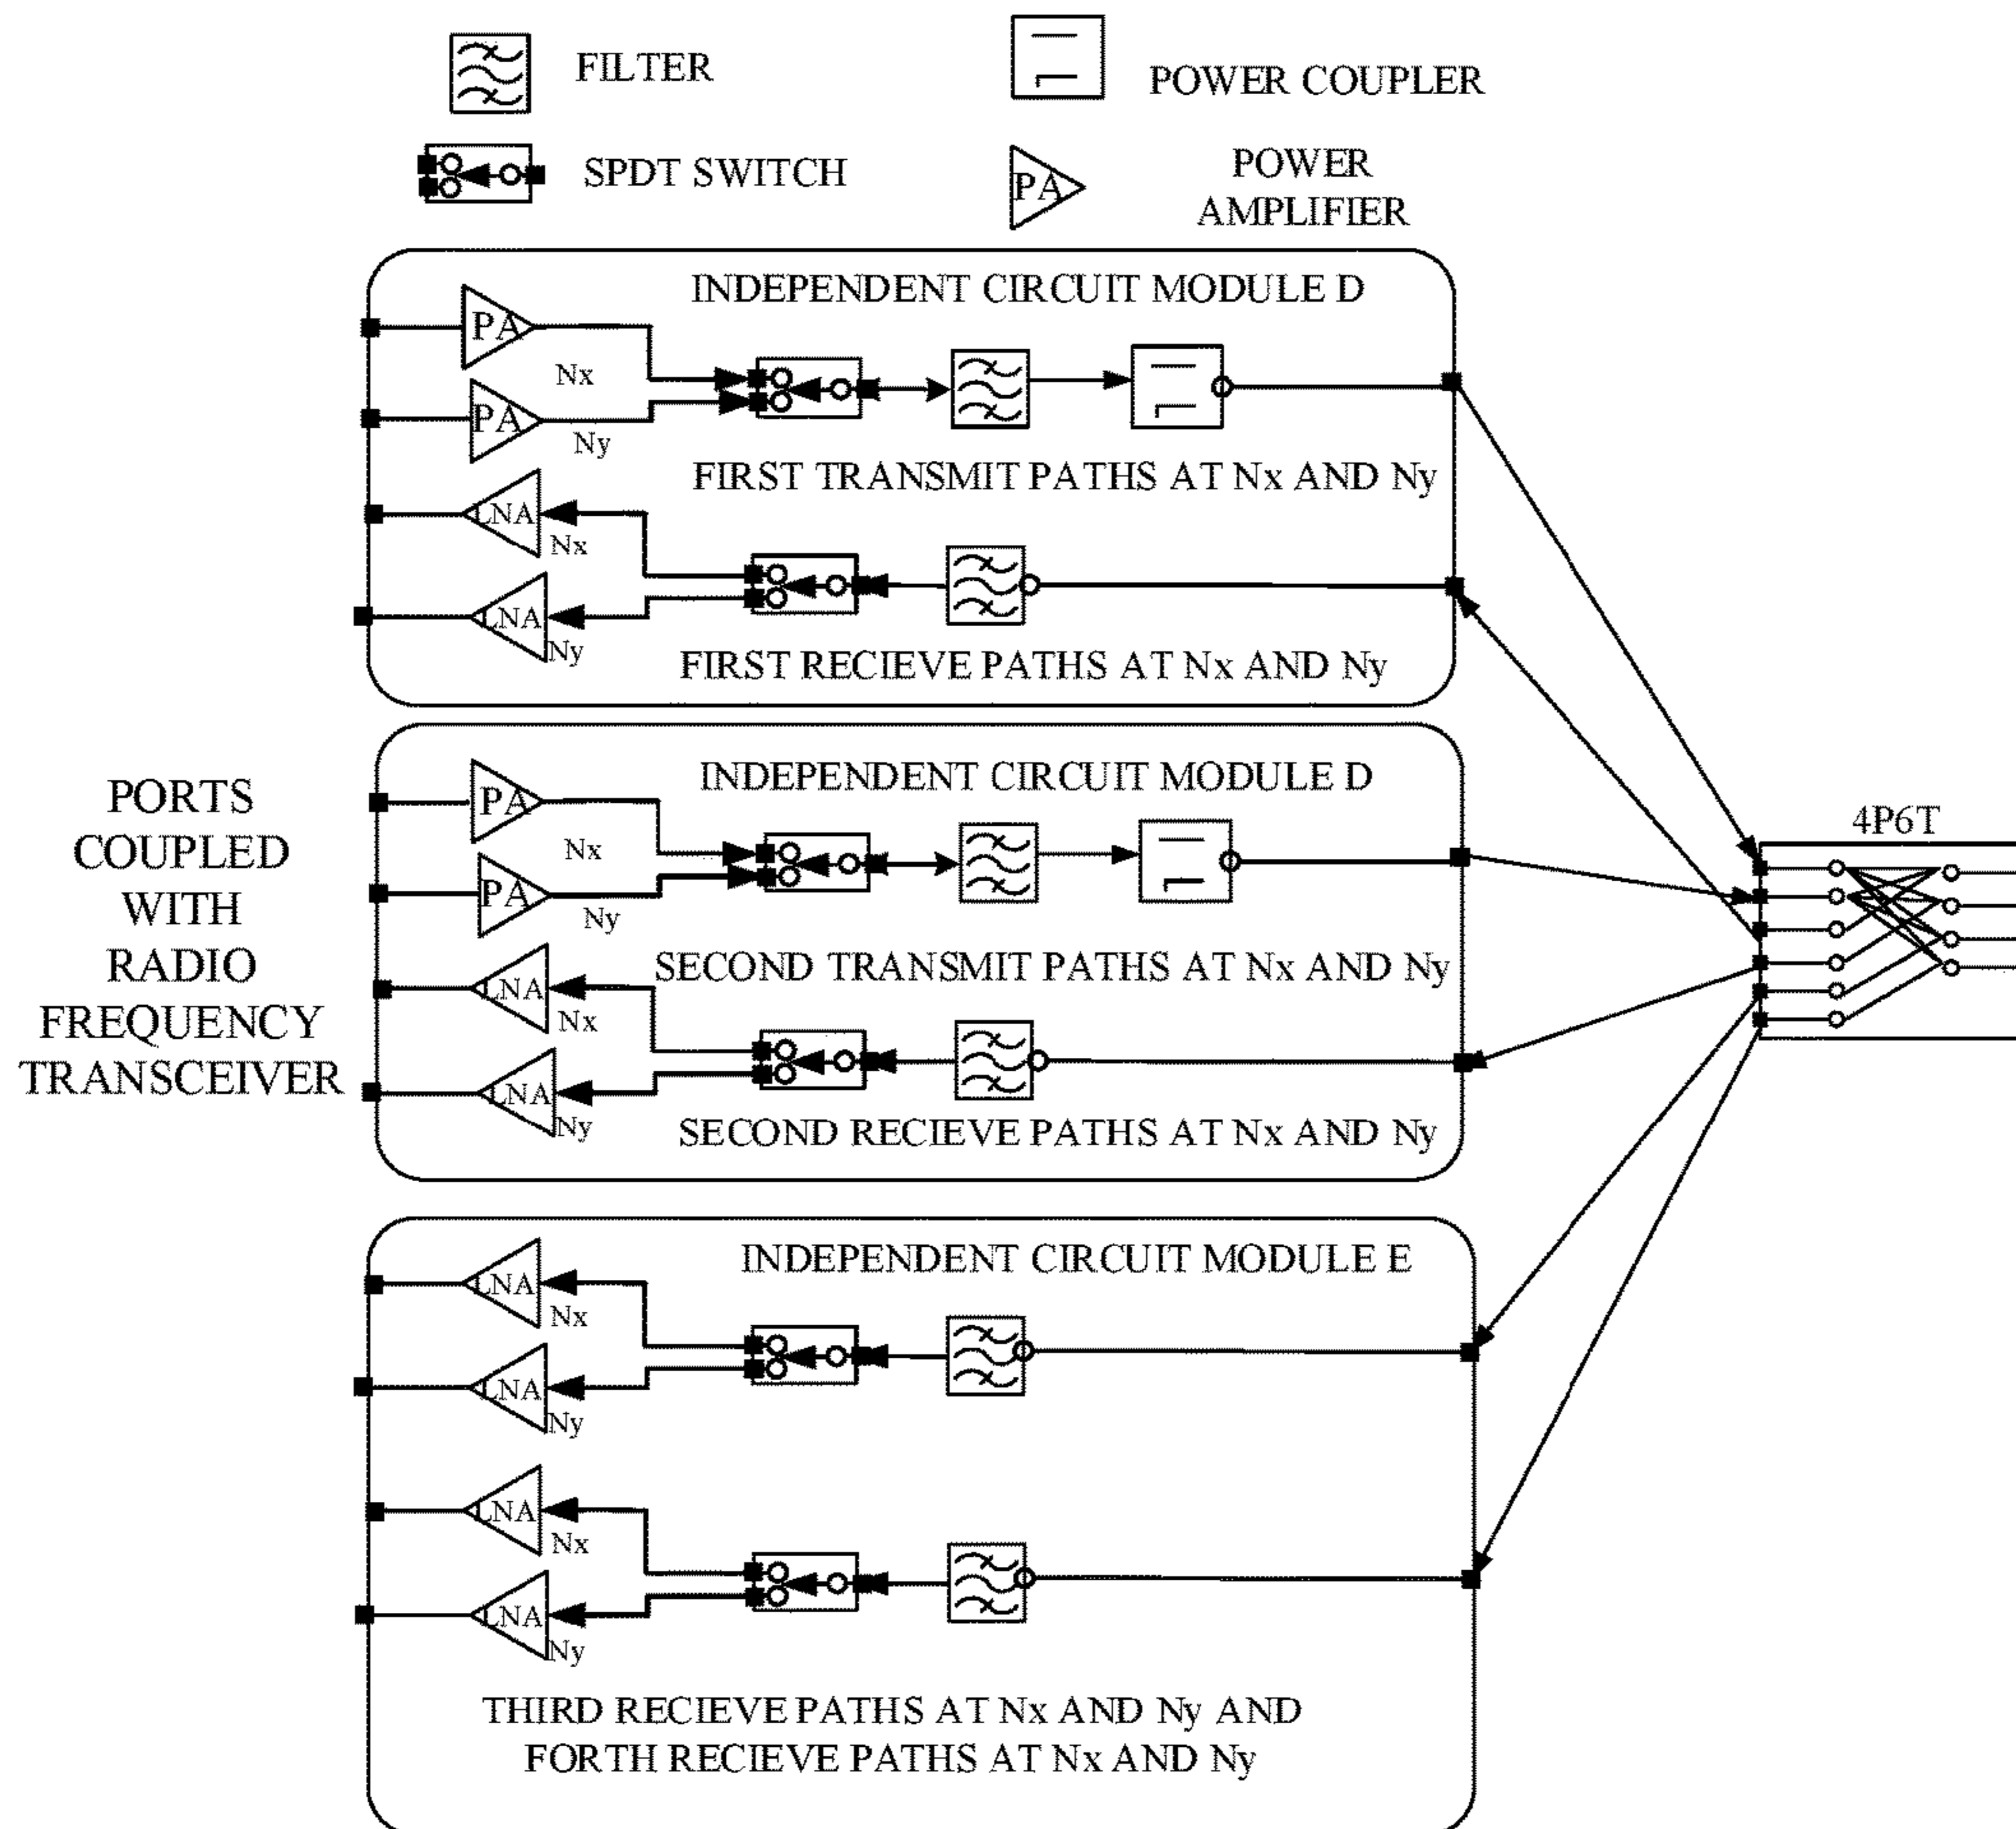 FILTER
POWER COUPLER
SPDT SWITCH
PA
POWER
AMPLIFIER
INDEPENDENT CIRCUIT MODULE D
PA
Nx
PA
Ny
FIRST TRANSMIT PATHS AT Nx AND Ny
LNA
Nx
LNA
Ny
FIRST RECIEVE PATHS AT Nx AND Ny
PORTS
COUPLED
WITH
RADIO
FREQUENCY
TRANSCEIVER
INDEPENDENT CIRCUIT MODULE D
PA
Nx
PA
Ny
SECOND TRANSMIT PATHS AT Nx AND Ny
LNA
Nx
LNA
Ny
SECOND RECIEVE PATHS AT Nx AND Ny
4P6T
INDEPENDENT CIRCUIT MODULE E
LNA
Nx
LNA
Ny
LNA
Nx
LNA
Ny
THIRD RECIEVE PATHS AT Nx AND Ny AND
FORTH RECIEVE PATHS AT Nx AND Ny